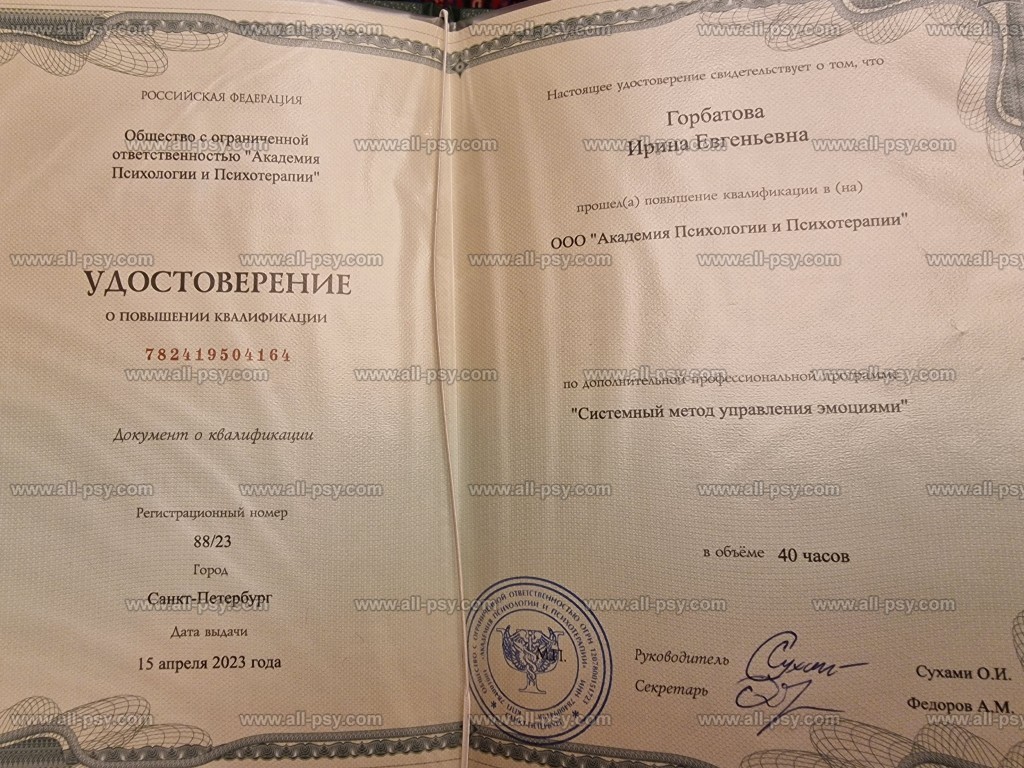 РОССИЙСКАЯ ФЕДЕРАЦИЯ
Общество с ограниченной
ответственностью "Академия
Психологии и Психотерапии"
УДОСТОВЕРЕНИЕ
О ПОВЫШЕНИИ КВАЛИФИКАЦИИ
782419504164
Документ о квалификации
Регистрационный номер
88/23
Город
Санкт-Петербург
Дата выдачи
15 апреля 2023 года
Настоящее удостоверение свидетельствует о том, что
Горбатова
Ирина Евгеньевна
прошел(а) повышение квалификации в (на)
ООО "Академия Психологии и Психотерапии"
по дополнительной профессиональной программе
"Системный метод управления эмоциями"
в объёме 40 часов
М.П.
Руководитель
Сухами О.И.
Секретарь
Федоров А.М.
www.all-psy.com